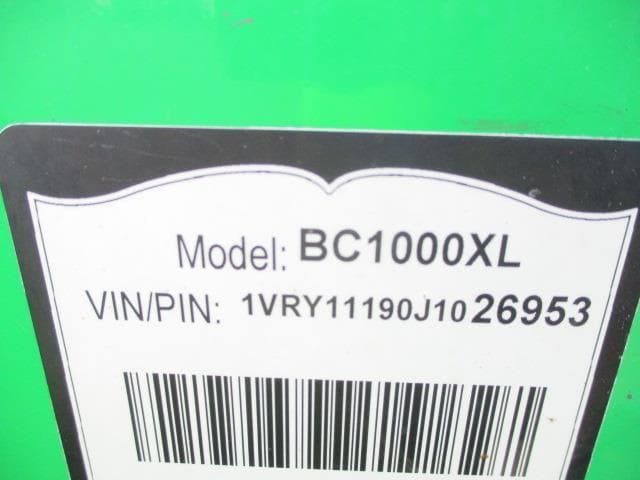 Model: BC1000XL
VIN/PIN: 1VRY11190J1026953